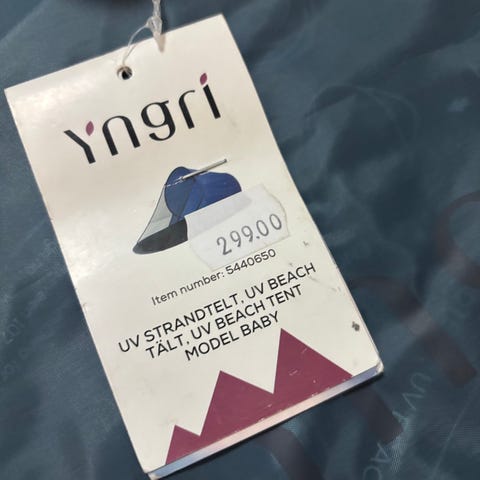 Yngri
299.00
Item number: 5440650
UV STRANDTELT, UV BEACH
TÄLT, UV BEACH TENT
MODEL BABY